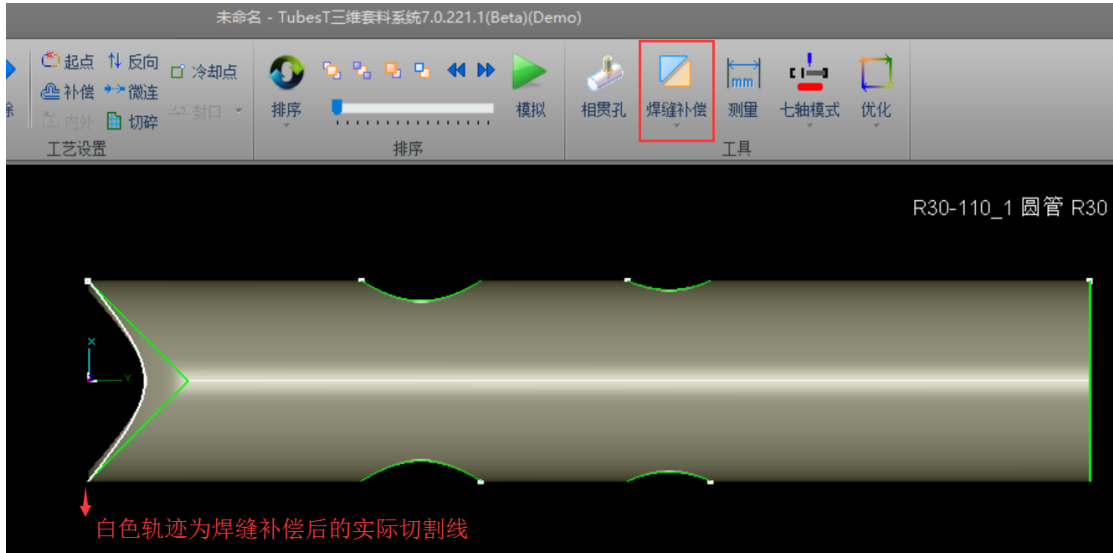 未命名 - TubesT三维套料系统7.0.221.1(Beta)(Demo)
起点 反向 冷却点
补偿 微连 封口
除 内外 切碎
排序 模拟 相贯孔 焊缝补偿 mm 测量 七轴模式 优化
工艺设置 排序 工具
R30-110_1 圆管 R30
X
Y
白色轨迹为焊缝补偿后的实际切割线